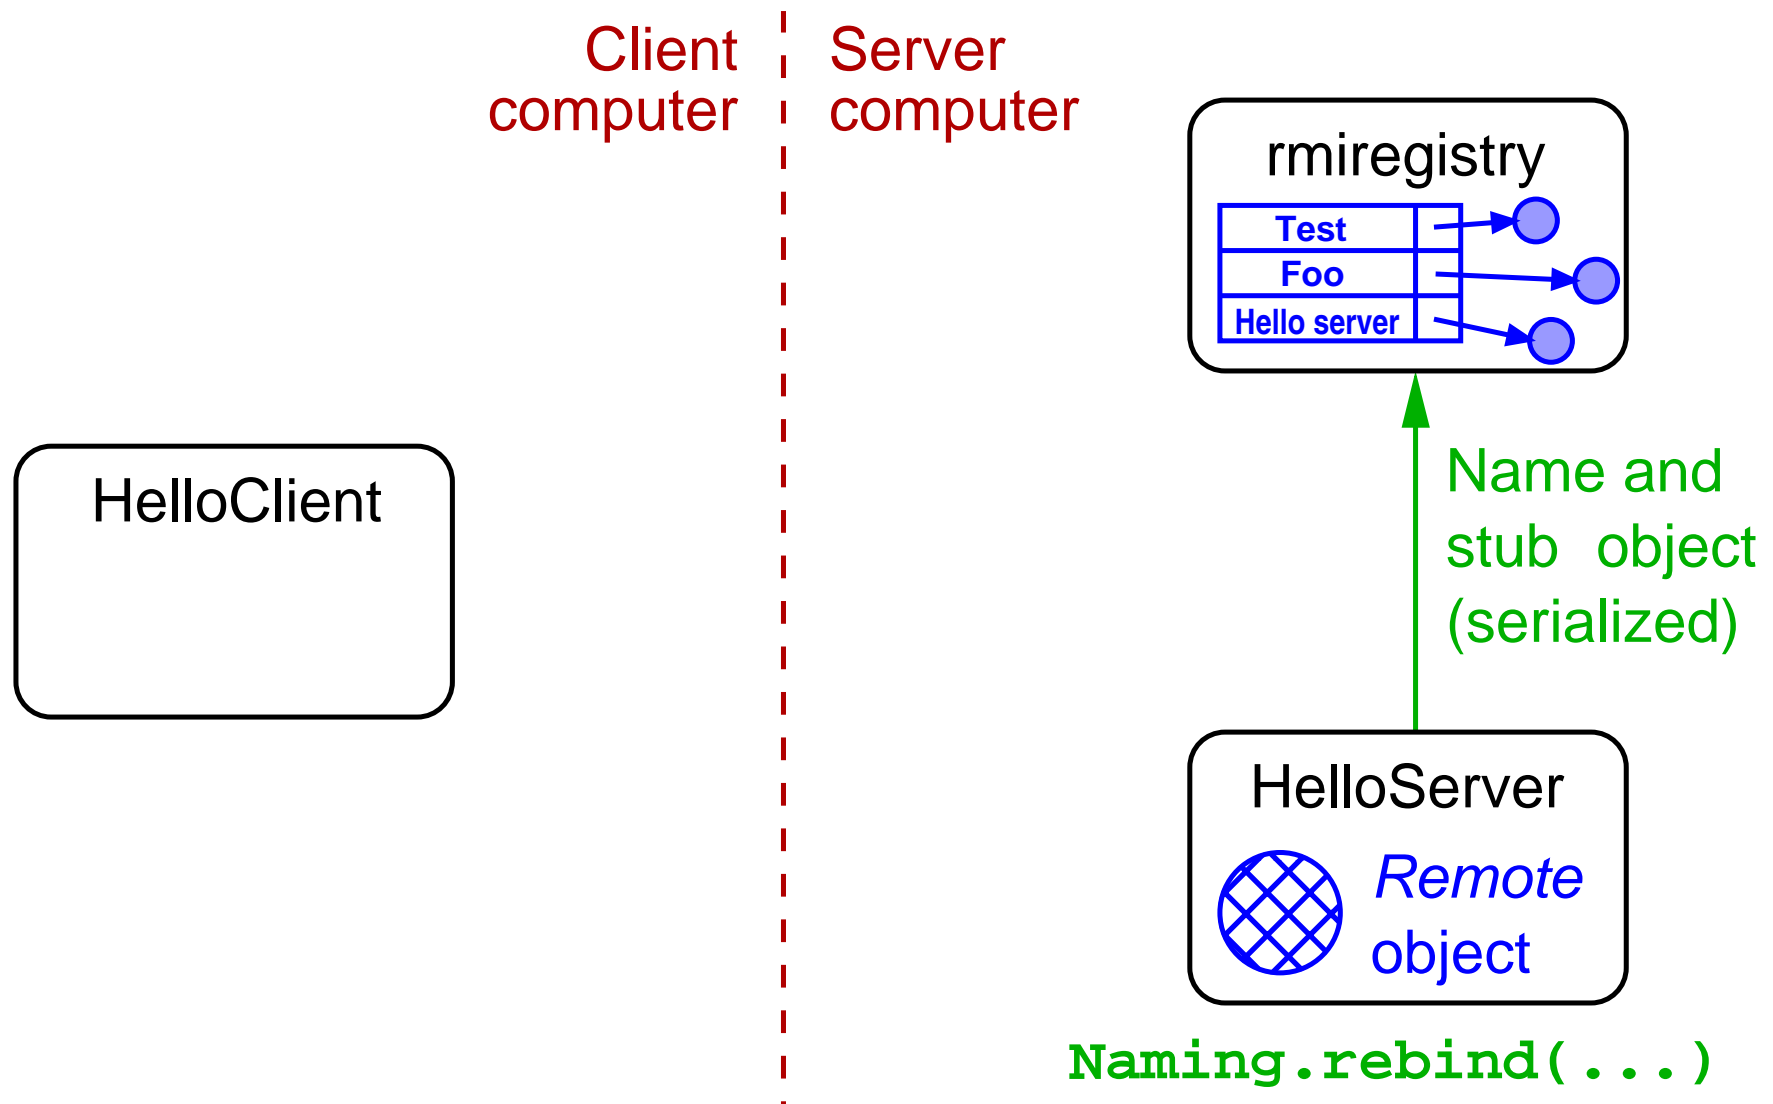 Client
computer
Server
computer
rmiregistry
Test
Foo
Hello server
HelloClient
Name and
stub object
(serialized)
HelloServer
Remote
object
Naming.rebind(...)